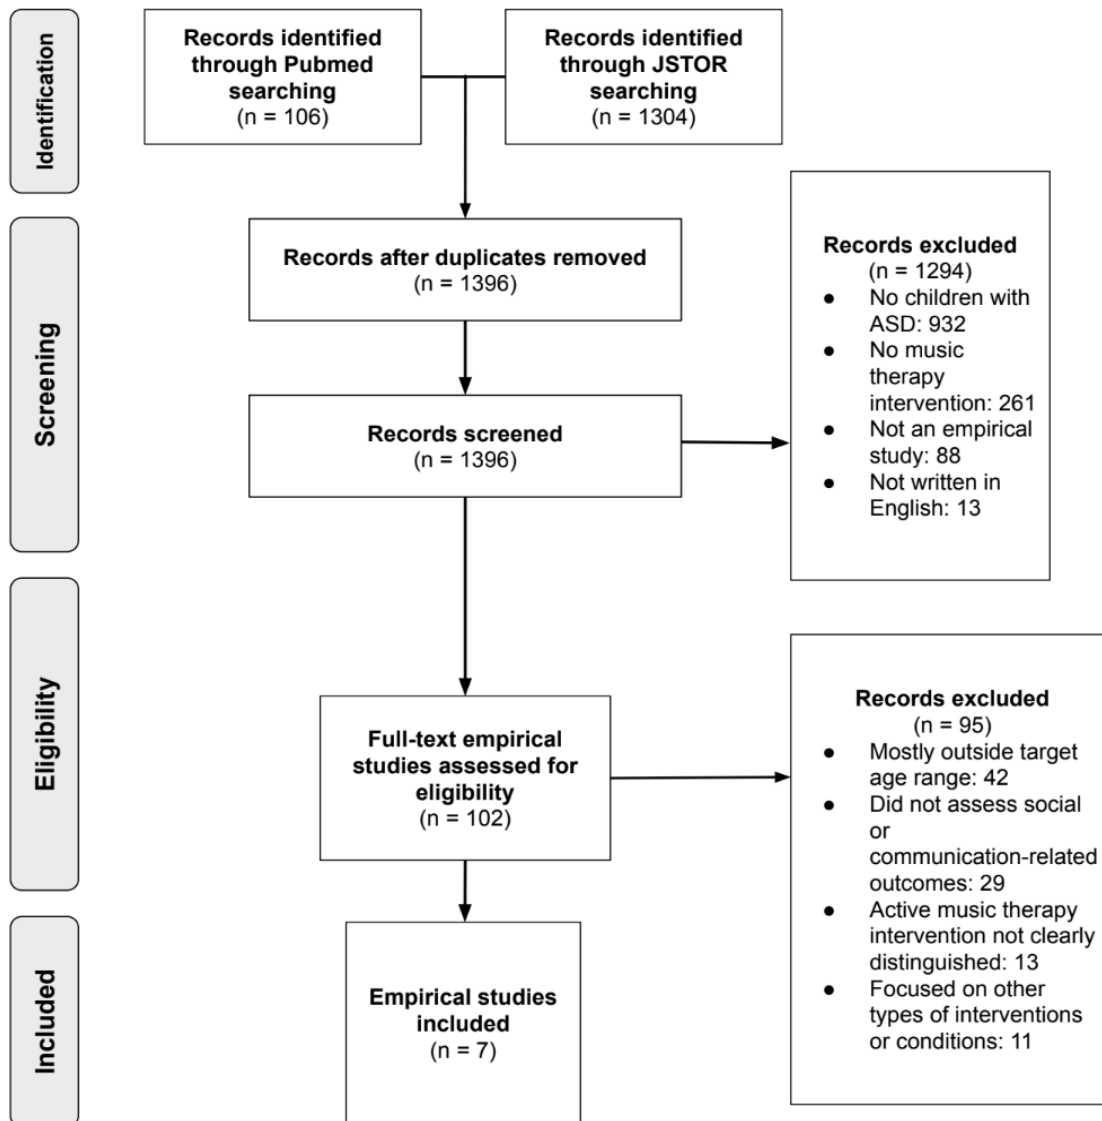 Identification
Records identified
through Pubmed
searching
(n = 106)
Records identified
through JSTOR
searching
(n = 1304)
Screening
Records after duplicates removed
(n = 1396)
Records screened
(n = 1396)
Records excluded
(n = 1294)
● No children with
ASD: 932
● No music
therapy
intervention: 261
● Not an empirical
study: 88
● Not written in
English: 13
Eligibility
Full-text empirical
studies assessed for
eligibility
(n = 102)
Records excluded
(n = 95)
● Mostly outside target
age range: 42
● Did not assess social
or
communication-related
outcomes: 29
● Active music therapy
intervention not clearly
distinguished: 13
● Focused on other
types of interventions
or conditions: 11
Included
Empirical studies
included
(n = 7)